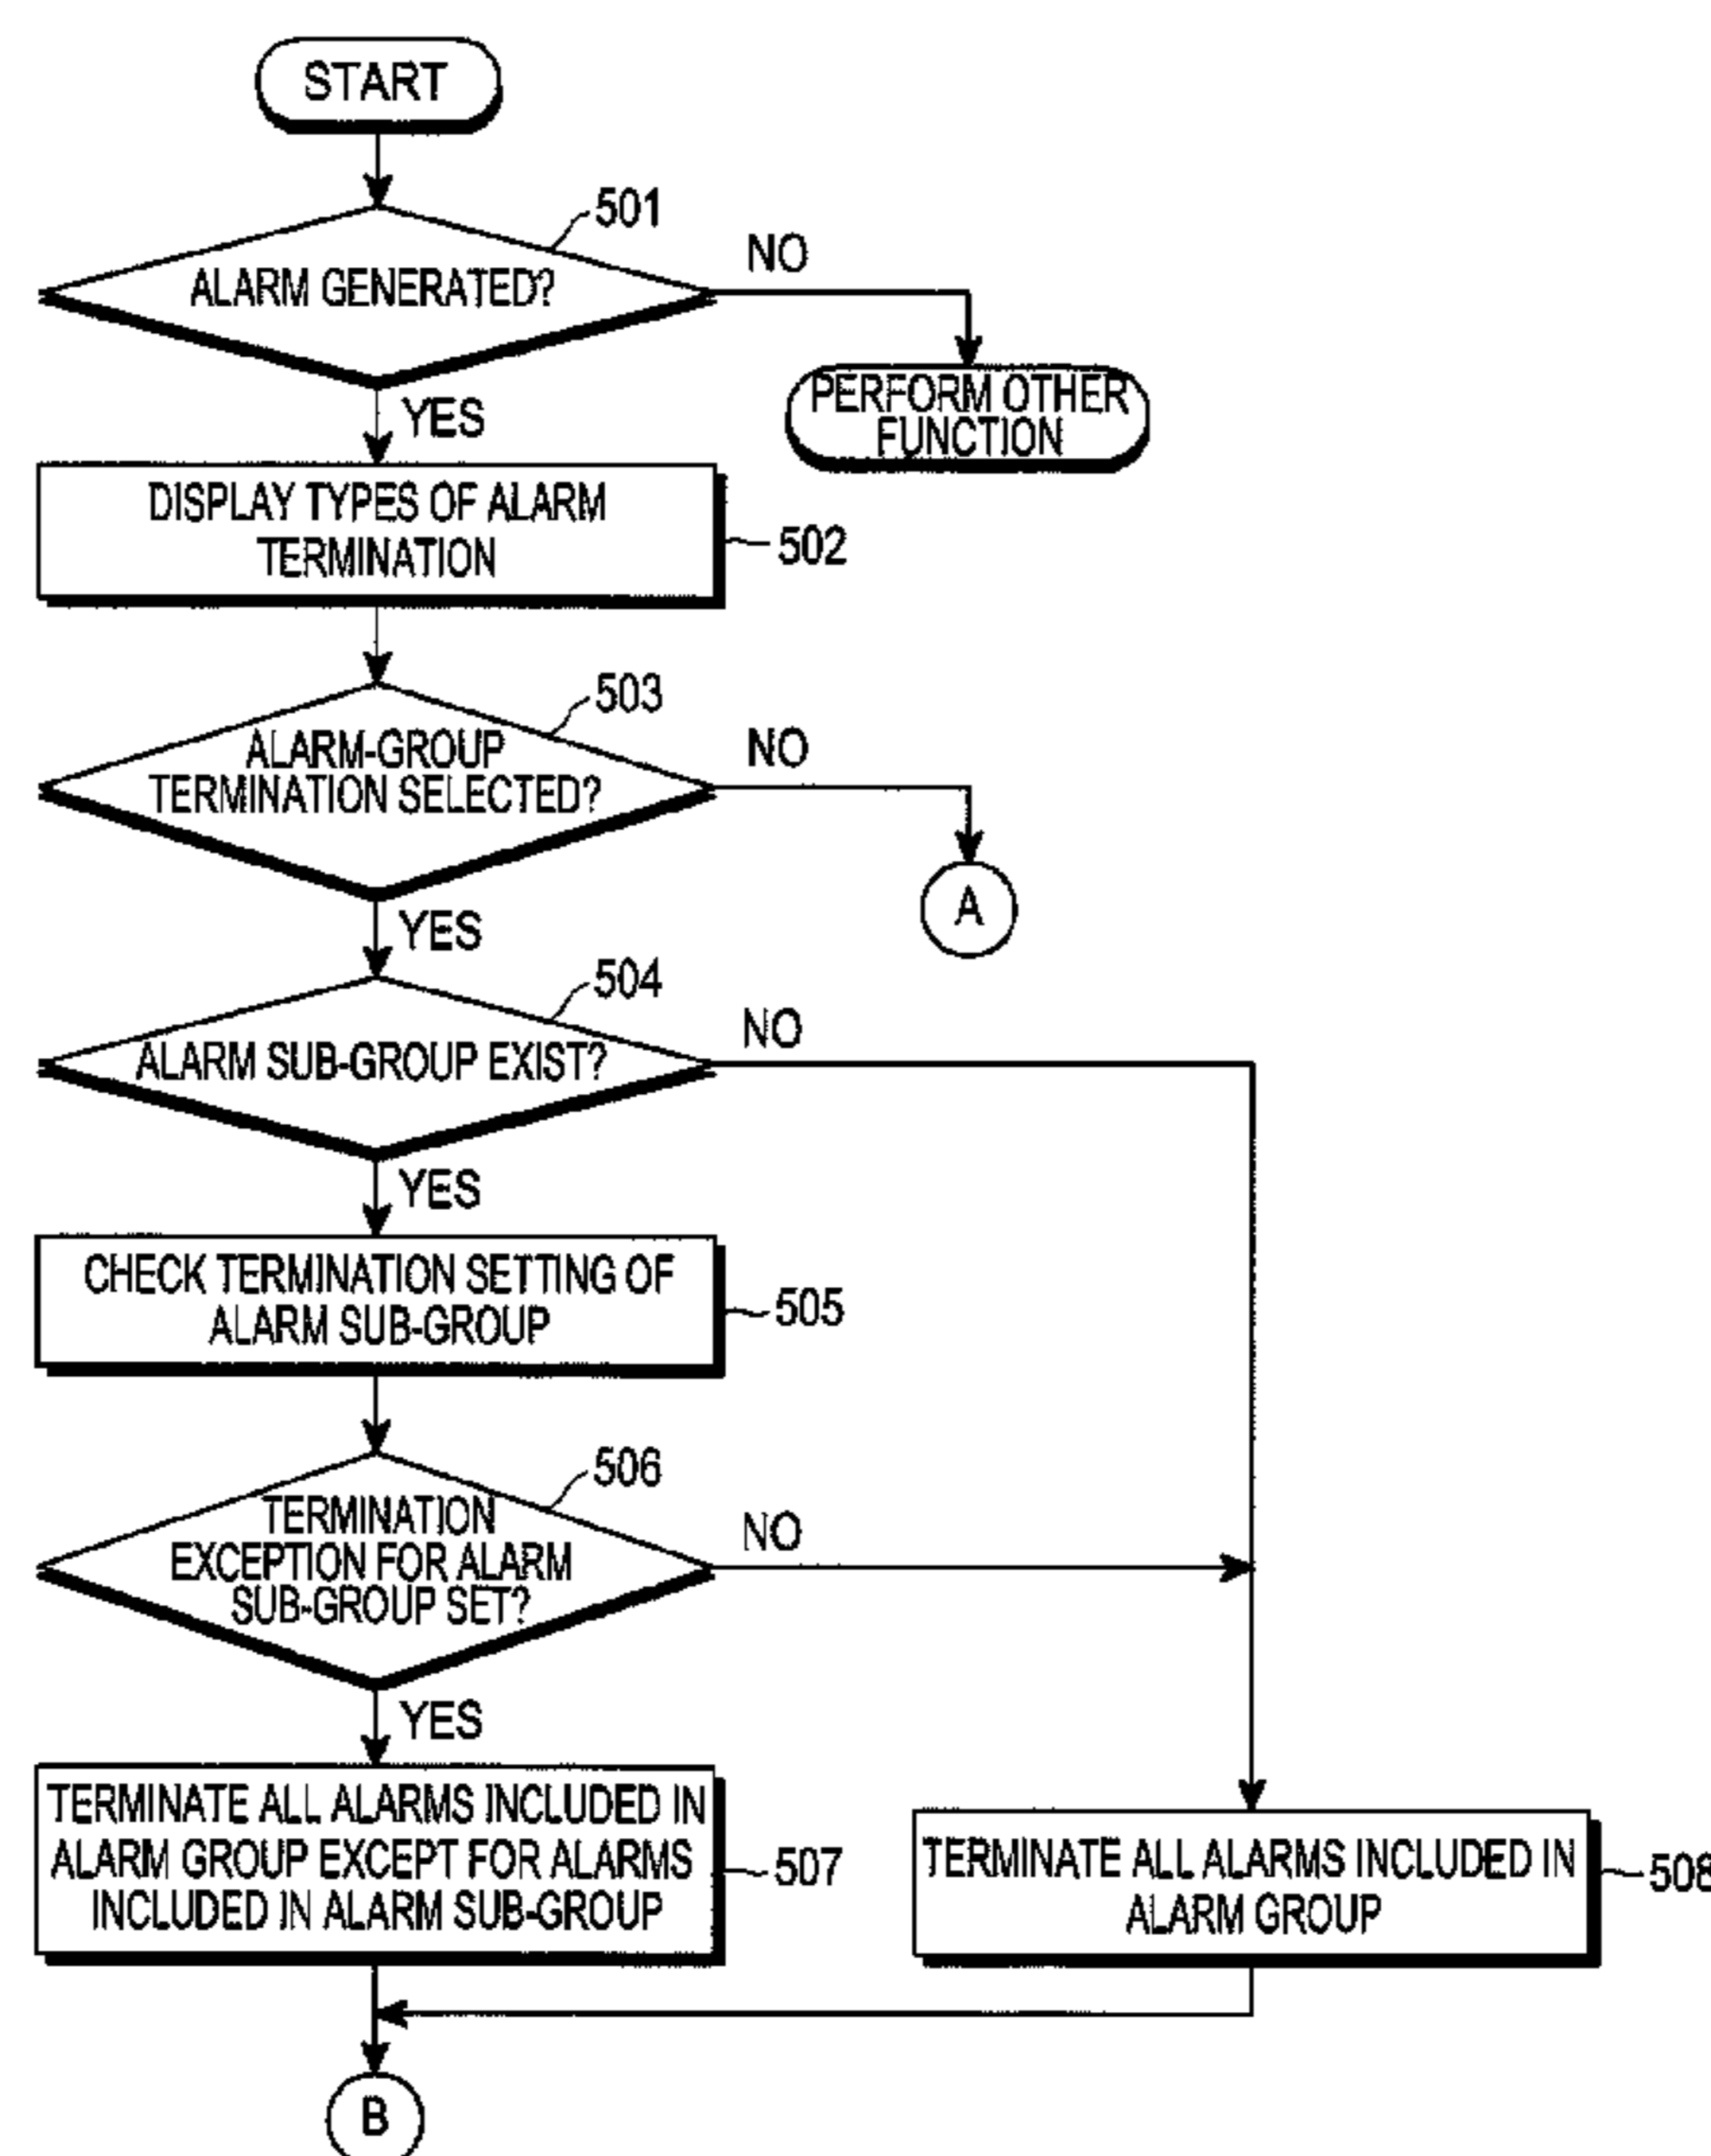 START
501
ALARM GENERATED?
NO
PERFORM OTHER
FUNCTION
YES
DISPLAY TYPES OF ALARM
TERMINATION
502
503
ALARM-GROUP
TERMINATION SELECTED?
NO
A
YES
504
ALARM SUB-GROUP EXIST?
NO
YES
CHECK TERMINATION SETTING OF
ALARM SUB-GROUP
505
506
TERMINATION
EXCEPTION FOR ALARM
SUB-GROUP SET?
NO
YES
TERMINATE ALL ALARMS INCLUDED IN
ALARM GROUP EXCEPT FOR ALARMS
INCLUDED IN ALARM SUB-GROUP
507
TERMINATE ALL ALARMS INCLUDED IN
ALARM GROUP
508
B